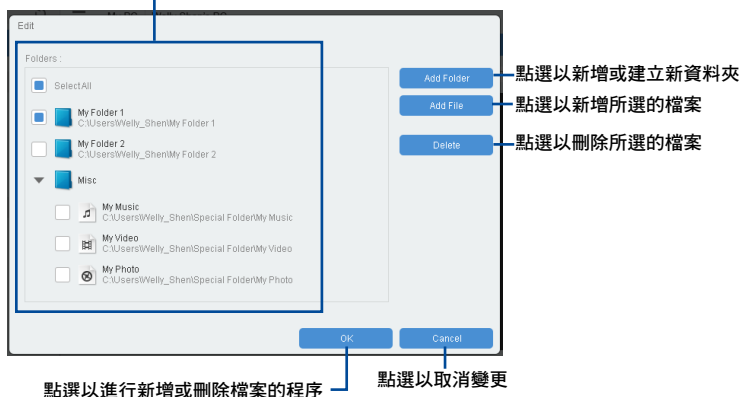 Edit
Folders :
SelectAll
My Folder 1
C:\Users\Welly_Shen\My Folder 1
My Folder 2
C:\Users\Welly_Shen\My Folder 2
Misc
My Music
C:\Users\Welly_Shen\Special Folder\My Music
My Video
C:\Users\Welly_Shen\Special Folder\My Video
My Photo
C:\Users\Welly_Shen\Special Folder\My Photo
Add Folder
點選以新增或建立新資料夾
Add File
點選以新增所選的檔案
Delete
點選以刪除所選的檔案
OK
Cancel
點選以進行新增或刪除檔案的程序
點選以取消變更